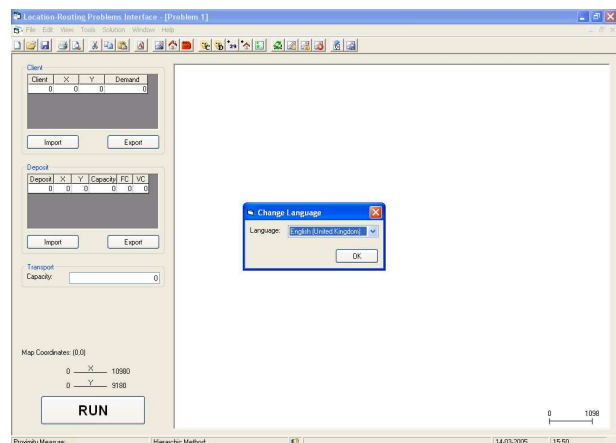 Location-Routing Problems Interface - [Problem 1]
File Edit View Tools Solution Window Help
Client
Client X Y Demand
0 0 0 0
Import Export
Deposit
Deposit X Y Capacity FC VC
0 0 0 0 0 0
Import Export
Transport
Capacity: 0
Change Language
Language: English (United Kingdom)
OK
Map Coordinates: (0,0)
0 X 10980
0 Y 9180
RUN
0 1098
Proximity Measure Hierarchic Method 14-03-2005 15:50